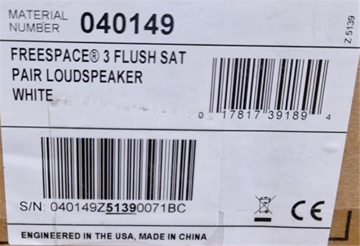 MATERIAL
NUMBER 040149
Z 5139
FREESPACE® 3 FLUSH SAT
PAIR LOUDSPEAKER
WHITE
0 17817 39189 4
S/N: 040149Z51390071BC
CE
ENGINEERED IN THE USA, MADE IN CHINA